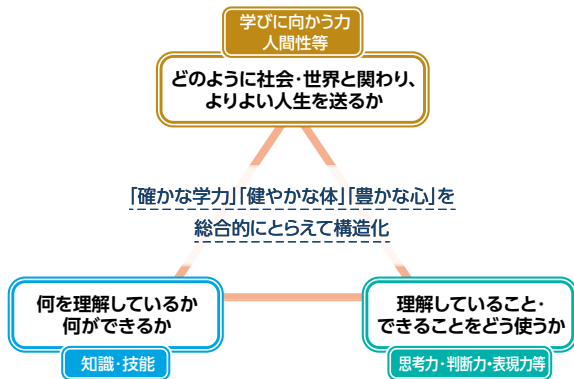 学びに向かう力
人間性等
どのように社会・世界と関わり、
よりよい人生を送るか
「確かな学力」「健やかな体」「豊かな心」を
総合的にとらえて構造化
何を理解しているか
何ができるか
知識・技能
理解していること・
できることをどう使うか
思考力・判断力・表現力等